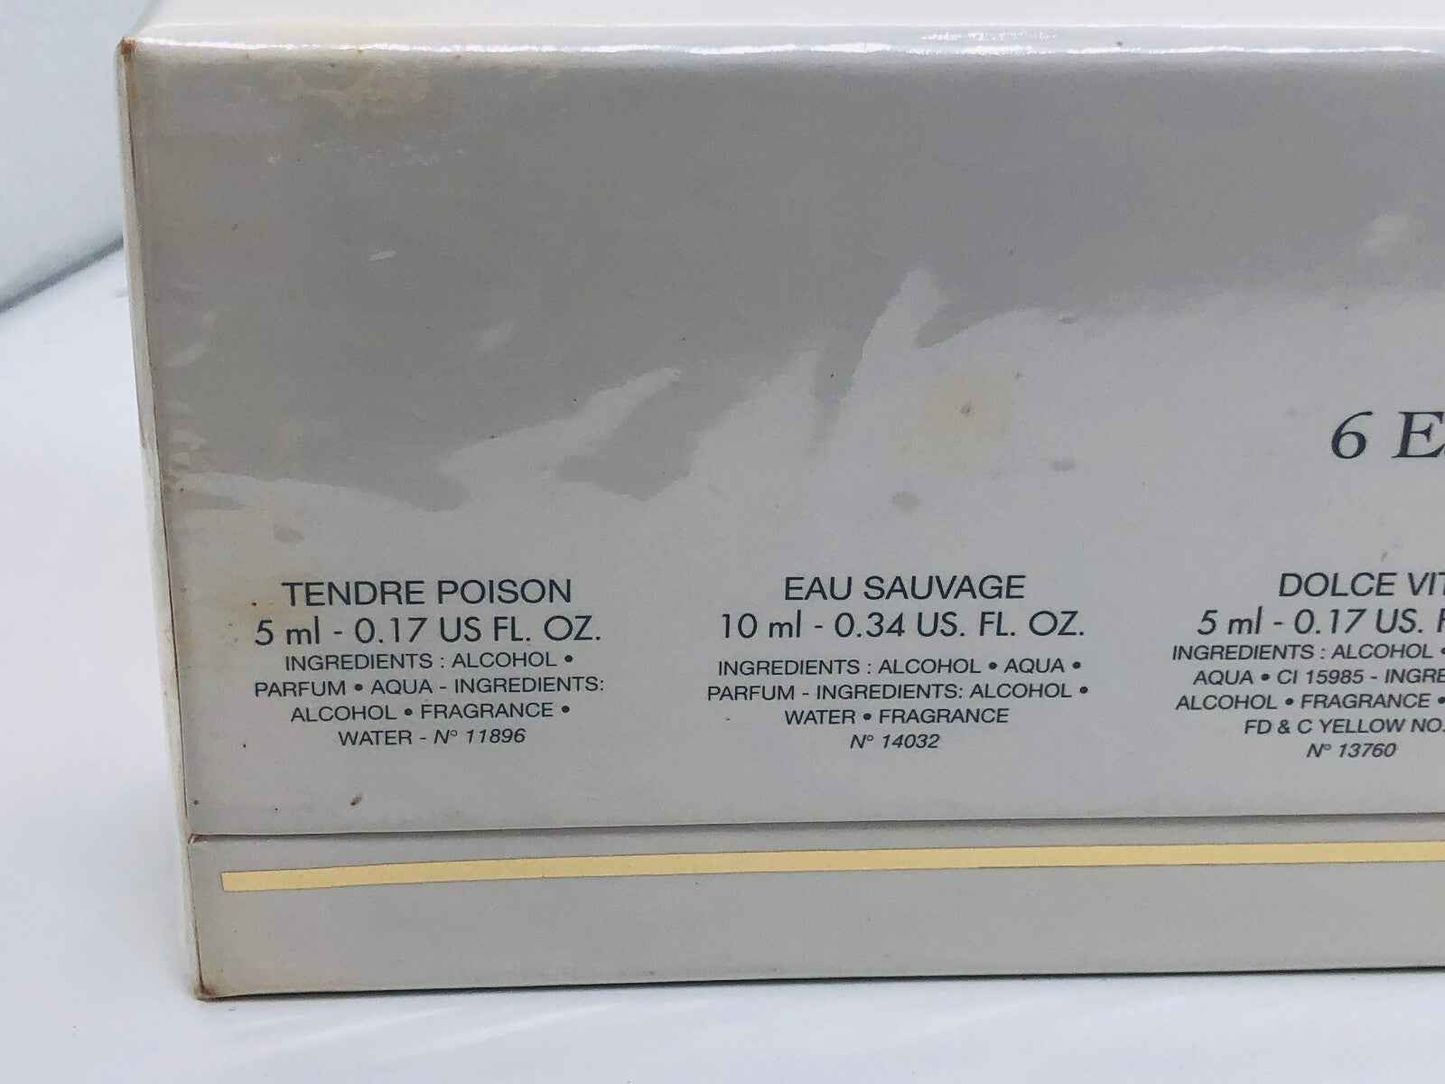 6 E
TENDRE POISON
5 ml - 0.17 US FL. OZ.
INGREDIENTS : ALCOHOL •
PARFUM • AQUA - INGREDIENTS:
ALCOHOL • FRAGRANCE •
WATER - N° 11896
EAU SAUVAGE
10 ml - 0.34 US. FL. OZ.
INGREDIENTS : ALCOHOL • AQUA •
PARFUM - INGREDIENTS: ALCOHOL •
WATER • FRAGRANCE
N° 14032
DOLCE VIT
5 ml - 0.17 US.
INGREDIENTS : ALCOHOL •
AQUA • CI 15985 - INGRE
ALCOHOL • FRAGRANCE •
FD & C YELLOW NO.
N° 13760